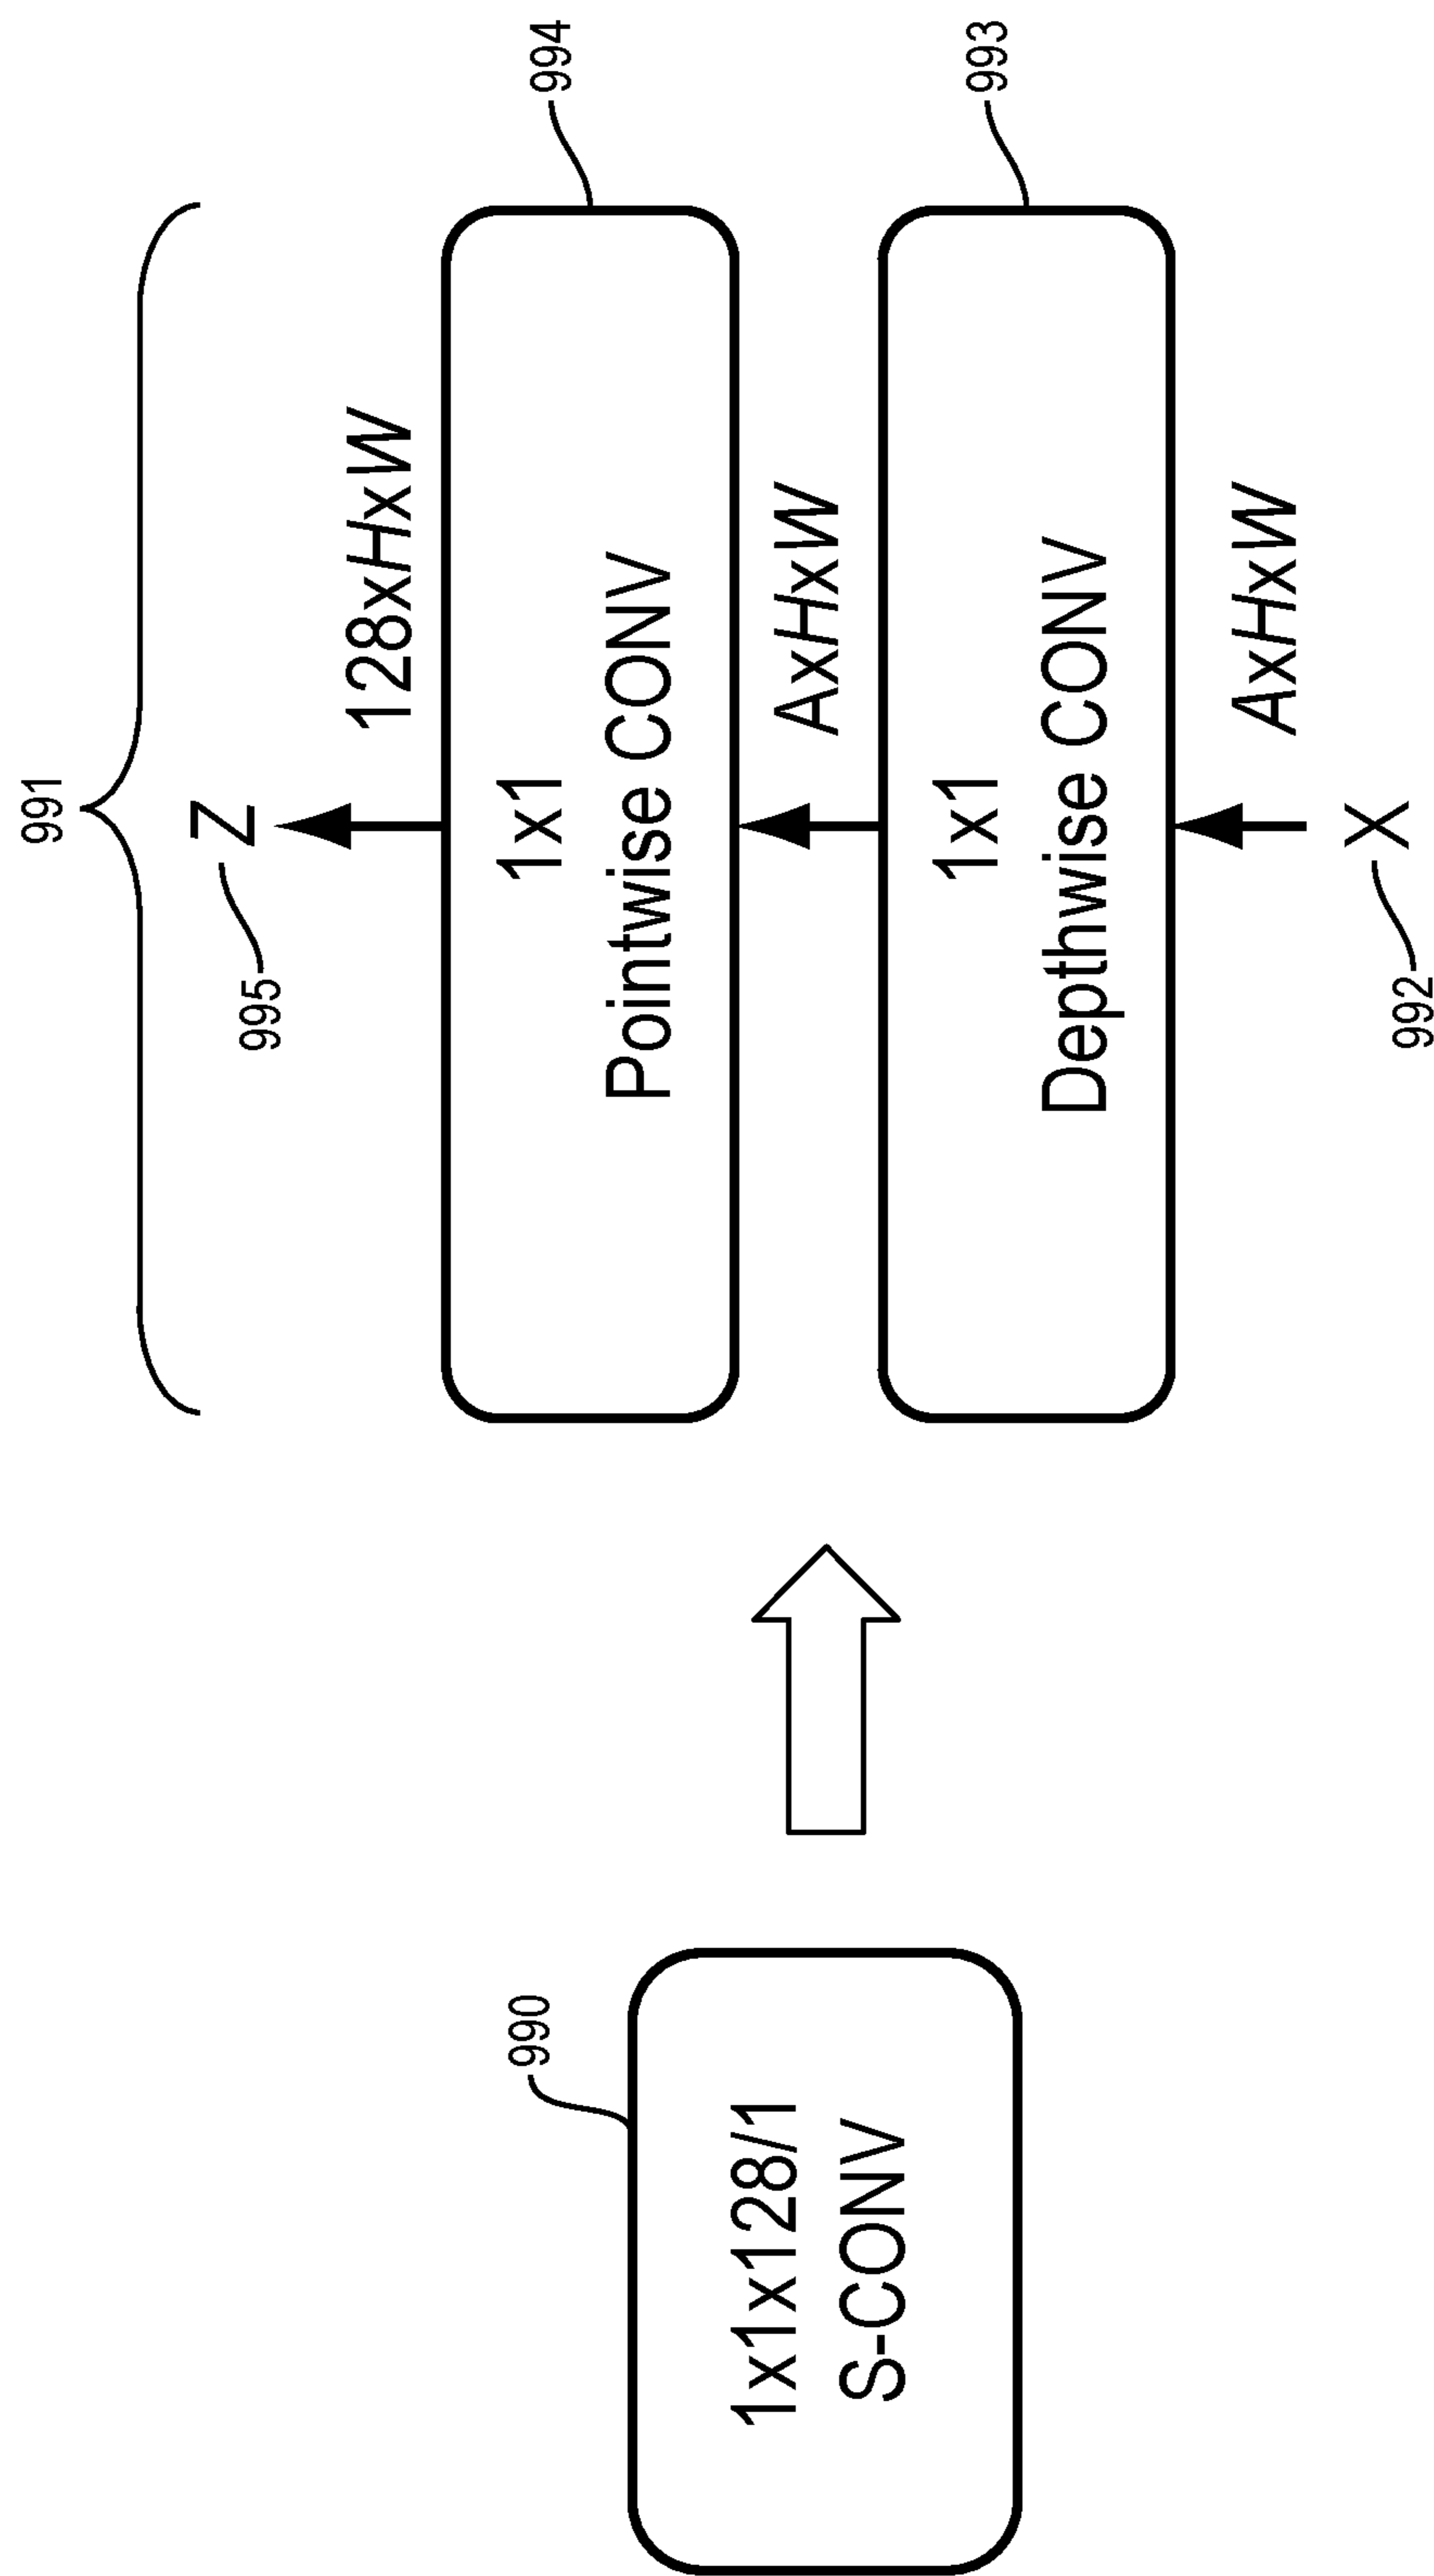 991
Z
995
128xHxW
994
1x1
Pointwise CONV
AxHxW
993
1x1
Depthwise CONV
AxHxW
X
992
990
1x1x128/1
S-CONV